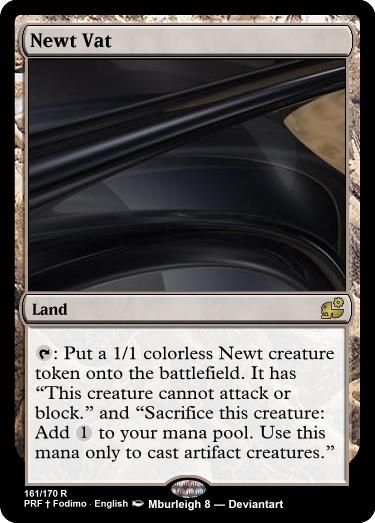 Newt Vat
Land
: Put a 1/1 colorless Newt creature
token onto the battlefield. It has
“This creature cannot attack or
block.” and “Sacrifice this creature:
Add 1 to your mana pool. Use this
mana only to cast artifact creatures.”
161/170 R
PRF † Fodimo · English Mburleigh 8 — Deviantart